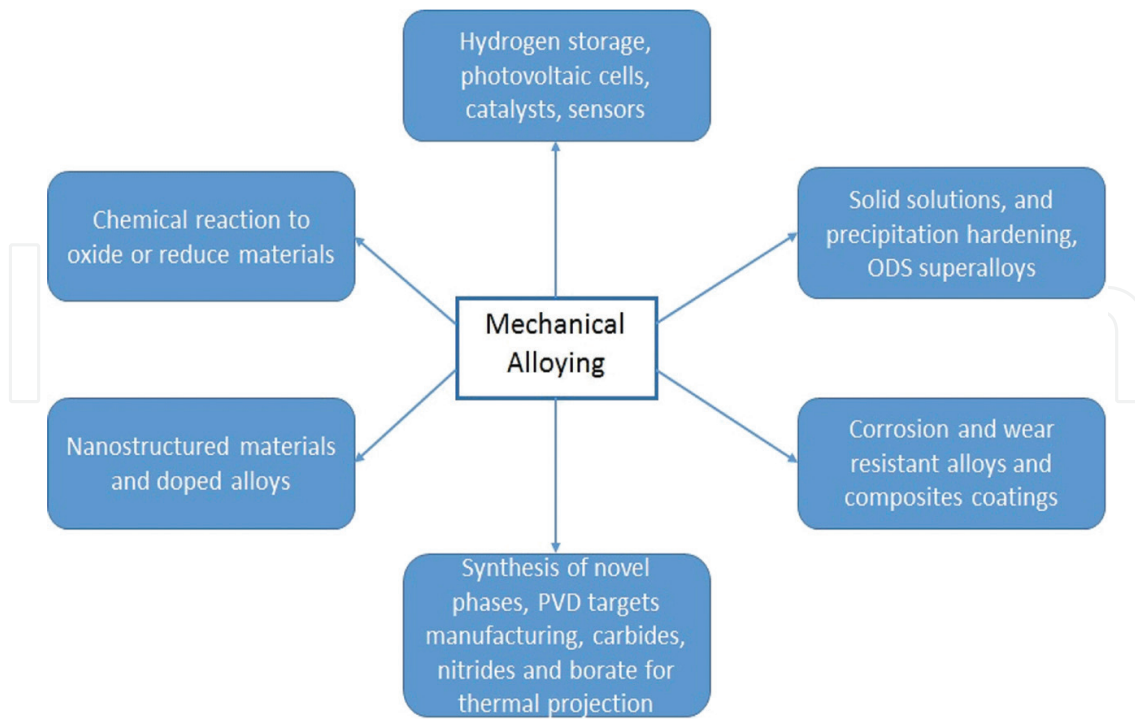 Hydrogen storage,
photovoltaic cells,
catalysts, sensors
Chemical reaction to
oxide or reduce materials
Solid solutions, and
precipitation hardening,
ODS superalloys
Mechanical
Alloying
Nanostructured materials
and doped alloys
Corrosion and wear
resistant alloys and
composites coatings
Synthesis of novel
phases, PVD targets
manufacturing, carbides,
nitrides and borate for
thermal projection